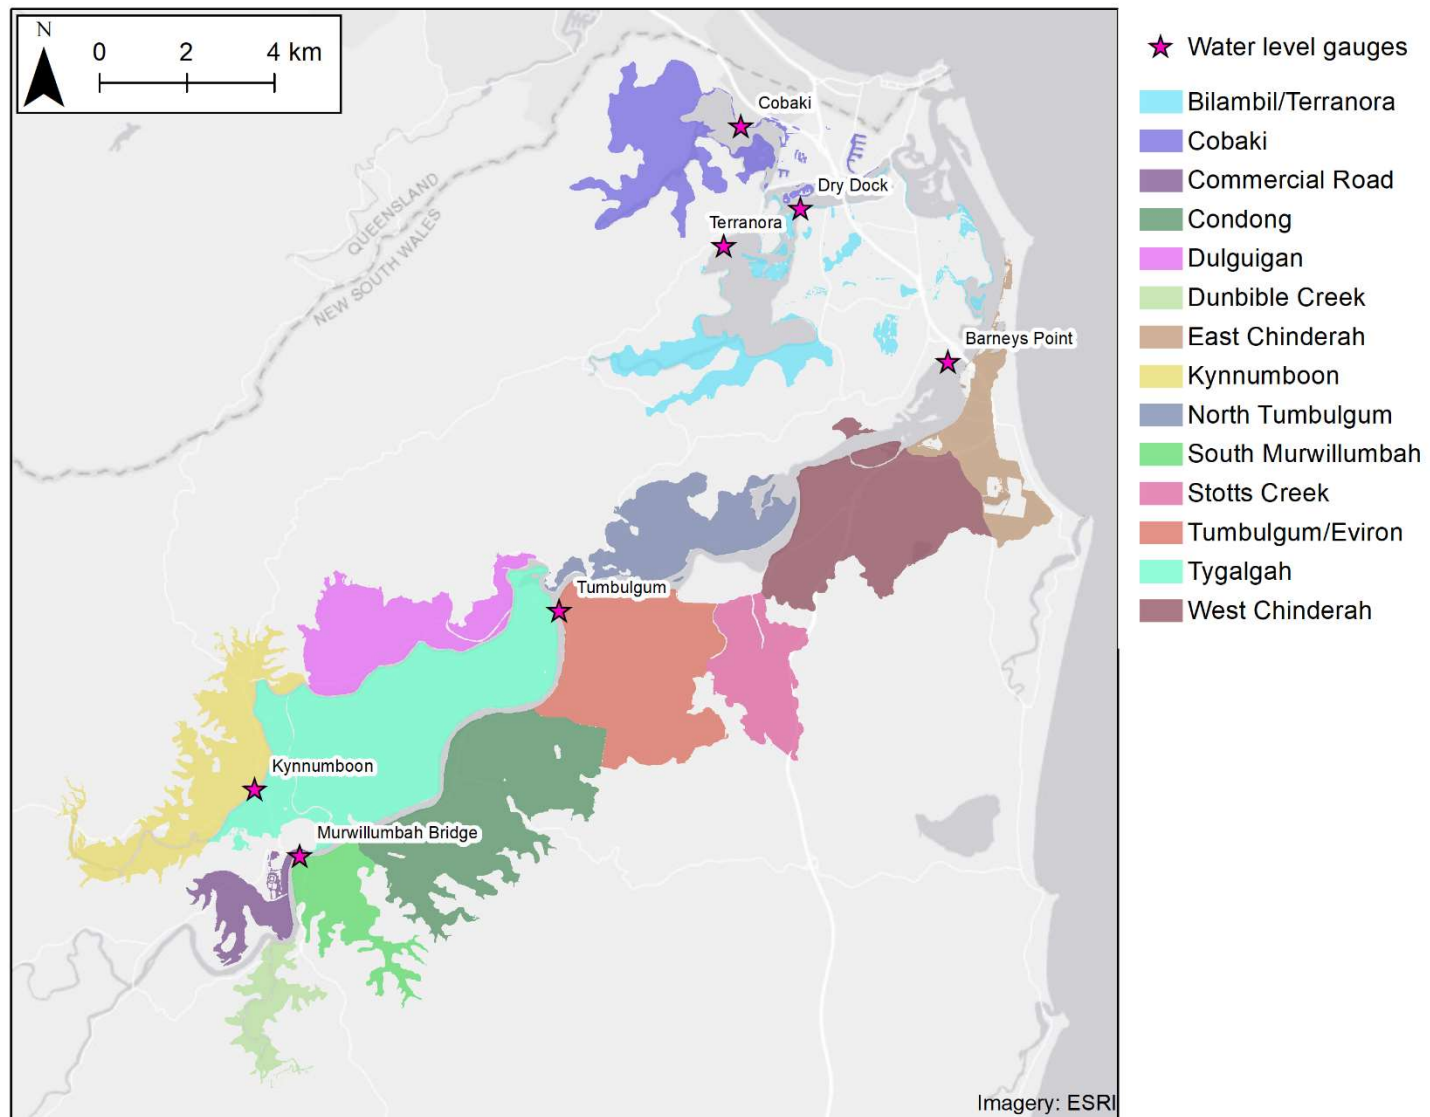 N
0 2 4 km
Water level gauges
Bilambil/Terranora
Cobaki
Commercial Road
Condong
Dulguigan
Dunbible Creek
East Chinderah
Kynnumboon
North Tumbulgum
South Murwillumbah
Stotts Creek
Tumbulgum/Eviron
Tygalgah
West Chinderah
Cobaki
Dry Dock
Terranora
QUEENSLAND
NEW SOUTH WALES
Barneys Point
Tumbulgum
Kynnumboon
Murwillumbah Bridge
Imagery: ESRI